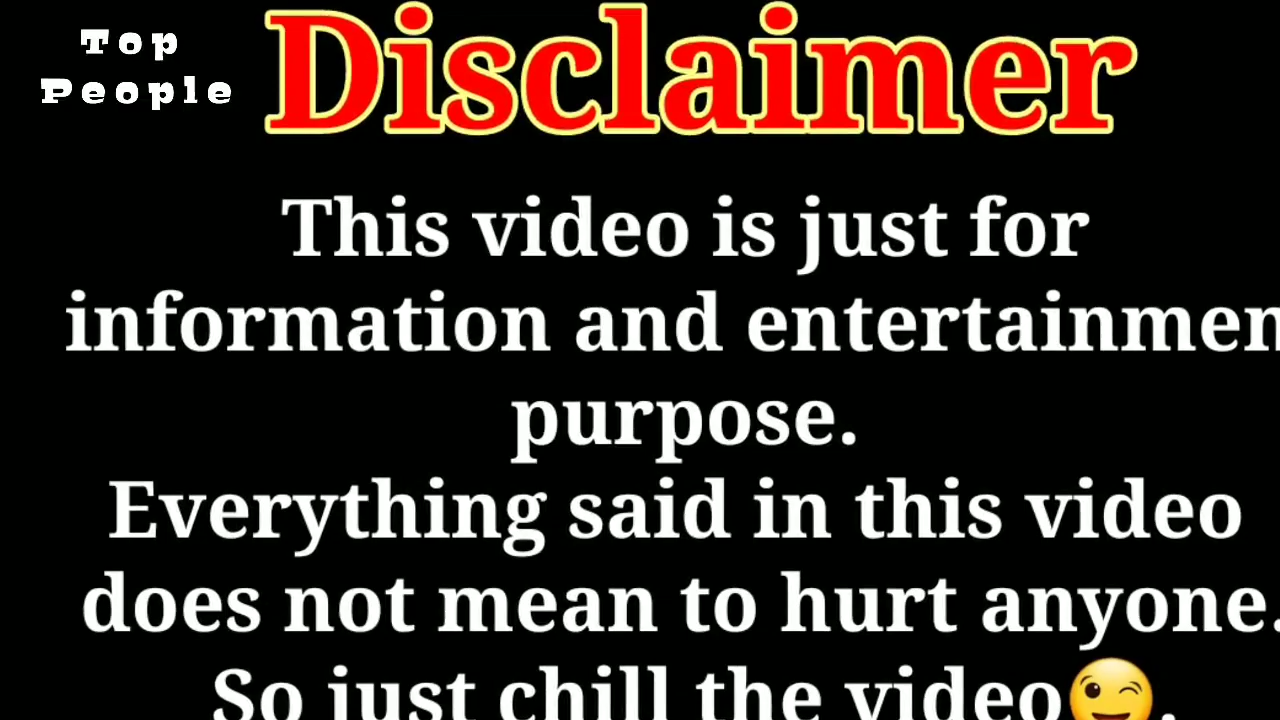 Top
People
Disclaimer
This video is just for
information and entertainmen
purpose.
Everything said in this video
does not mean to hurt anyone.
So just chill the video😉.